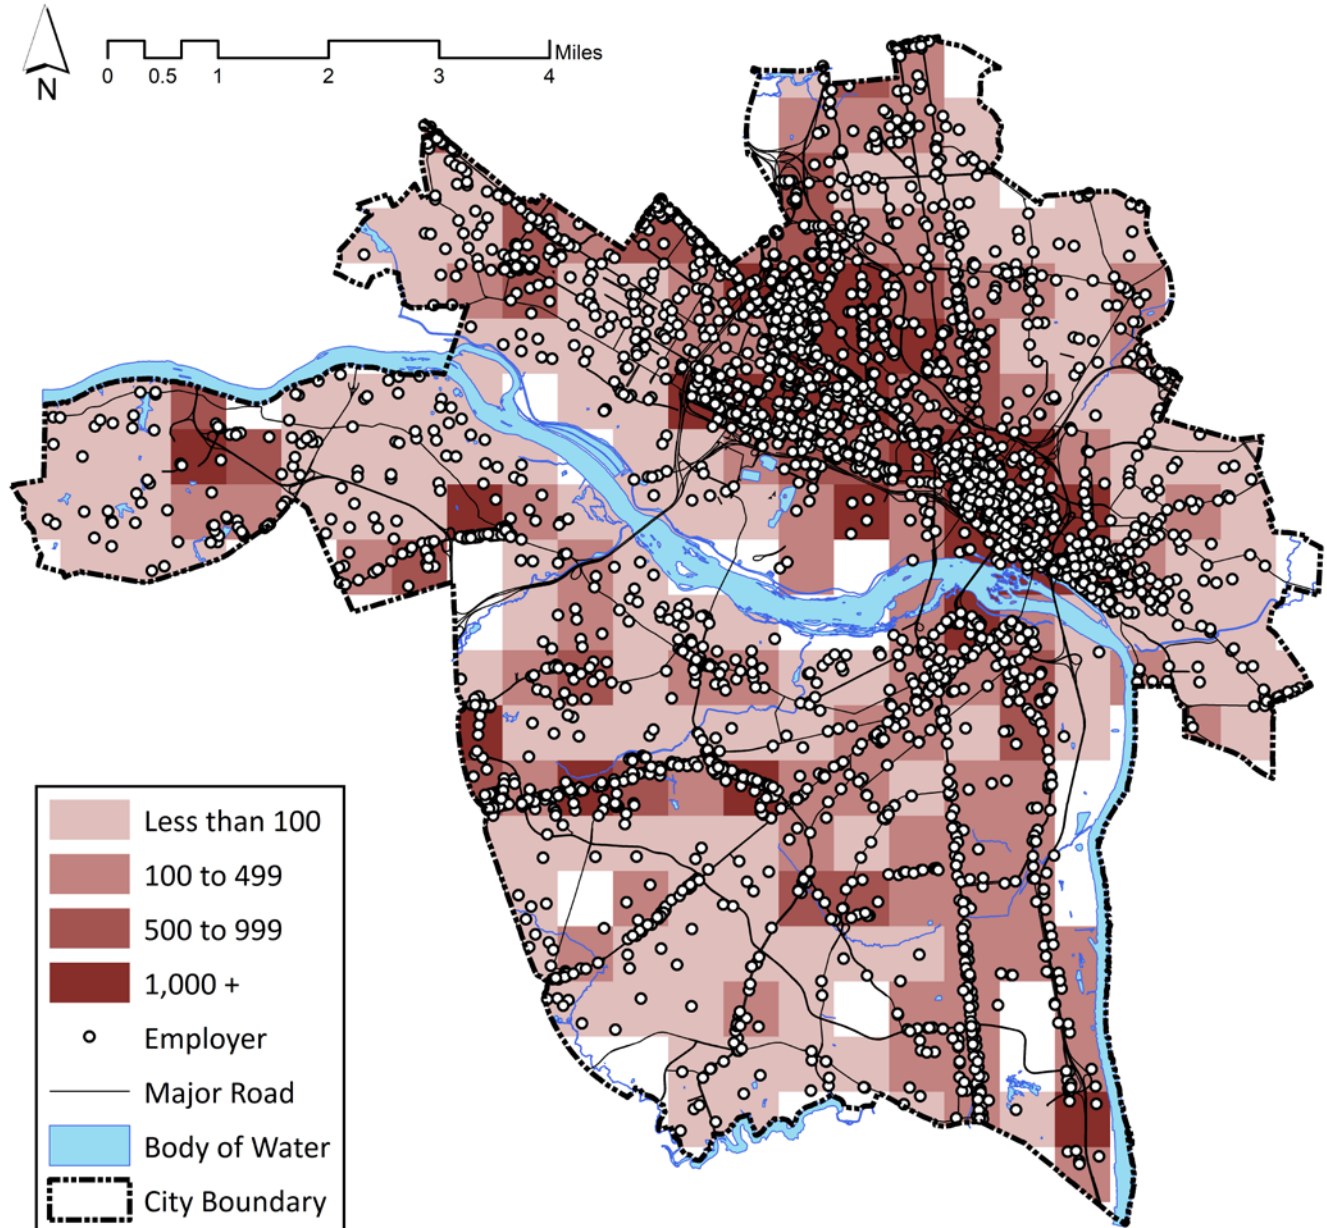 Miles
0 0.5 1 2 3 4
N
Less than 100
100 to 499
500 to 999
1,000 +
Employer
Major Road
Body of Water
City Boundary